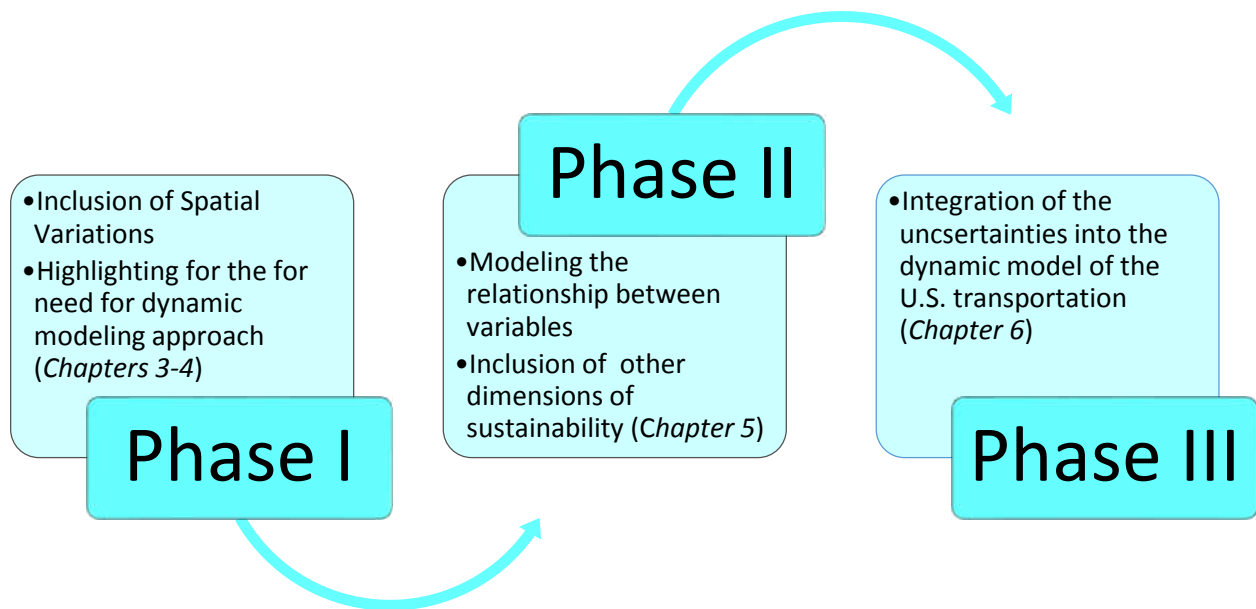 •Inclusion of Spatial
Variations
•Highlighting for the for
need for dynamic
modeling approach
(Chapters 3-4)
Phase I
Phase II
•Modeling the
relationship between
variables
•Inclusion of other
dimensions of
sustainability (Chapter 5)
•Integration of the
uncsertainties into the
dynamic model of the
U.S. transportation
(Chapter 6)
Phase III